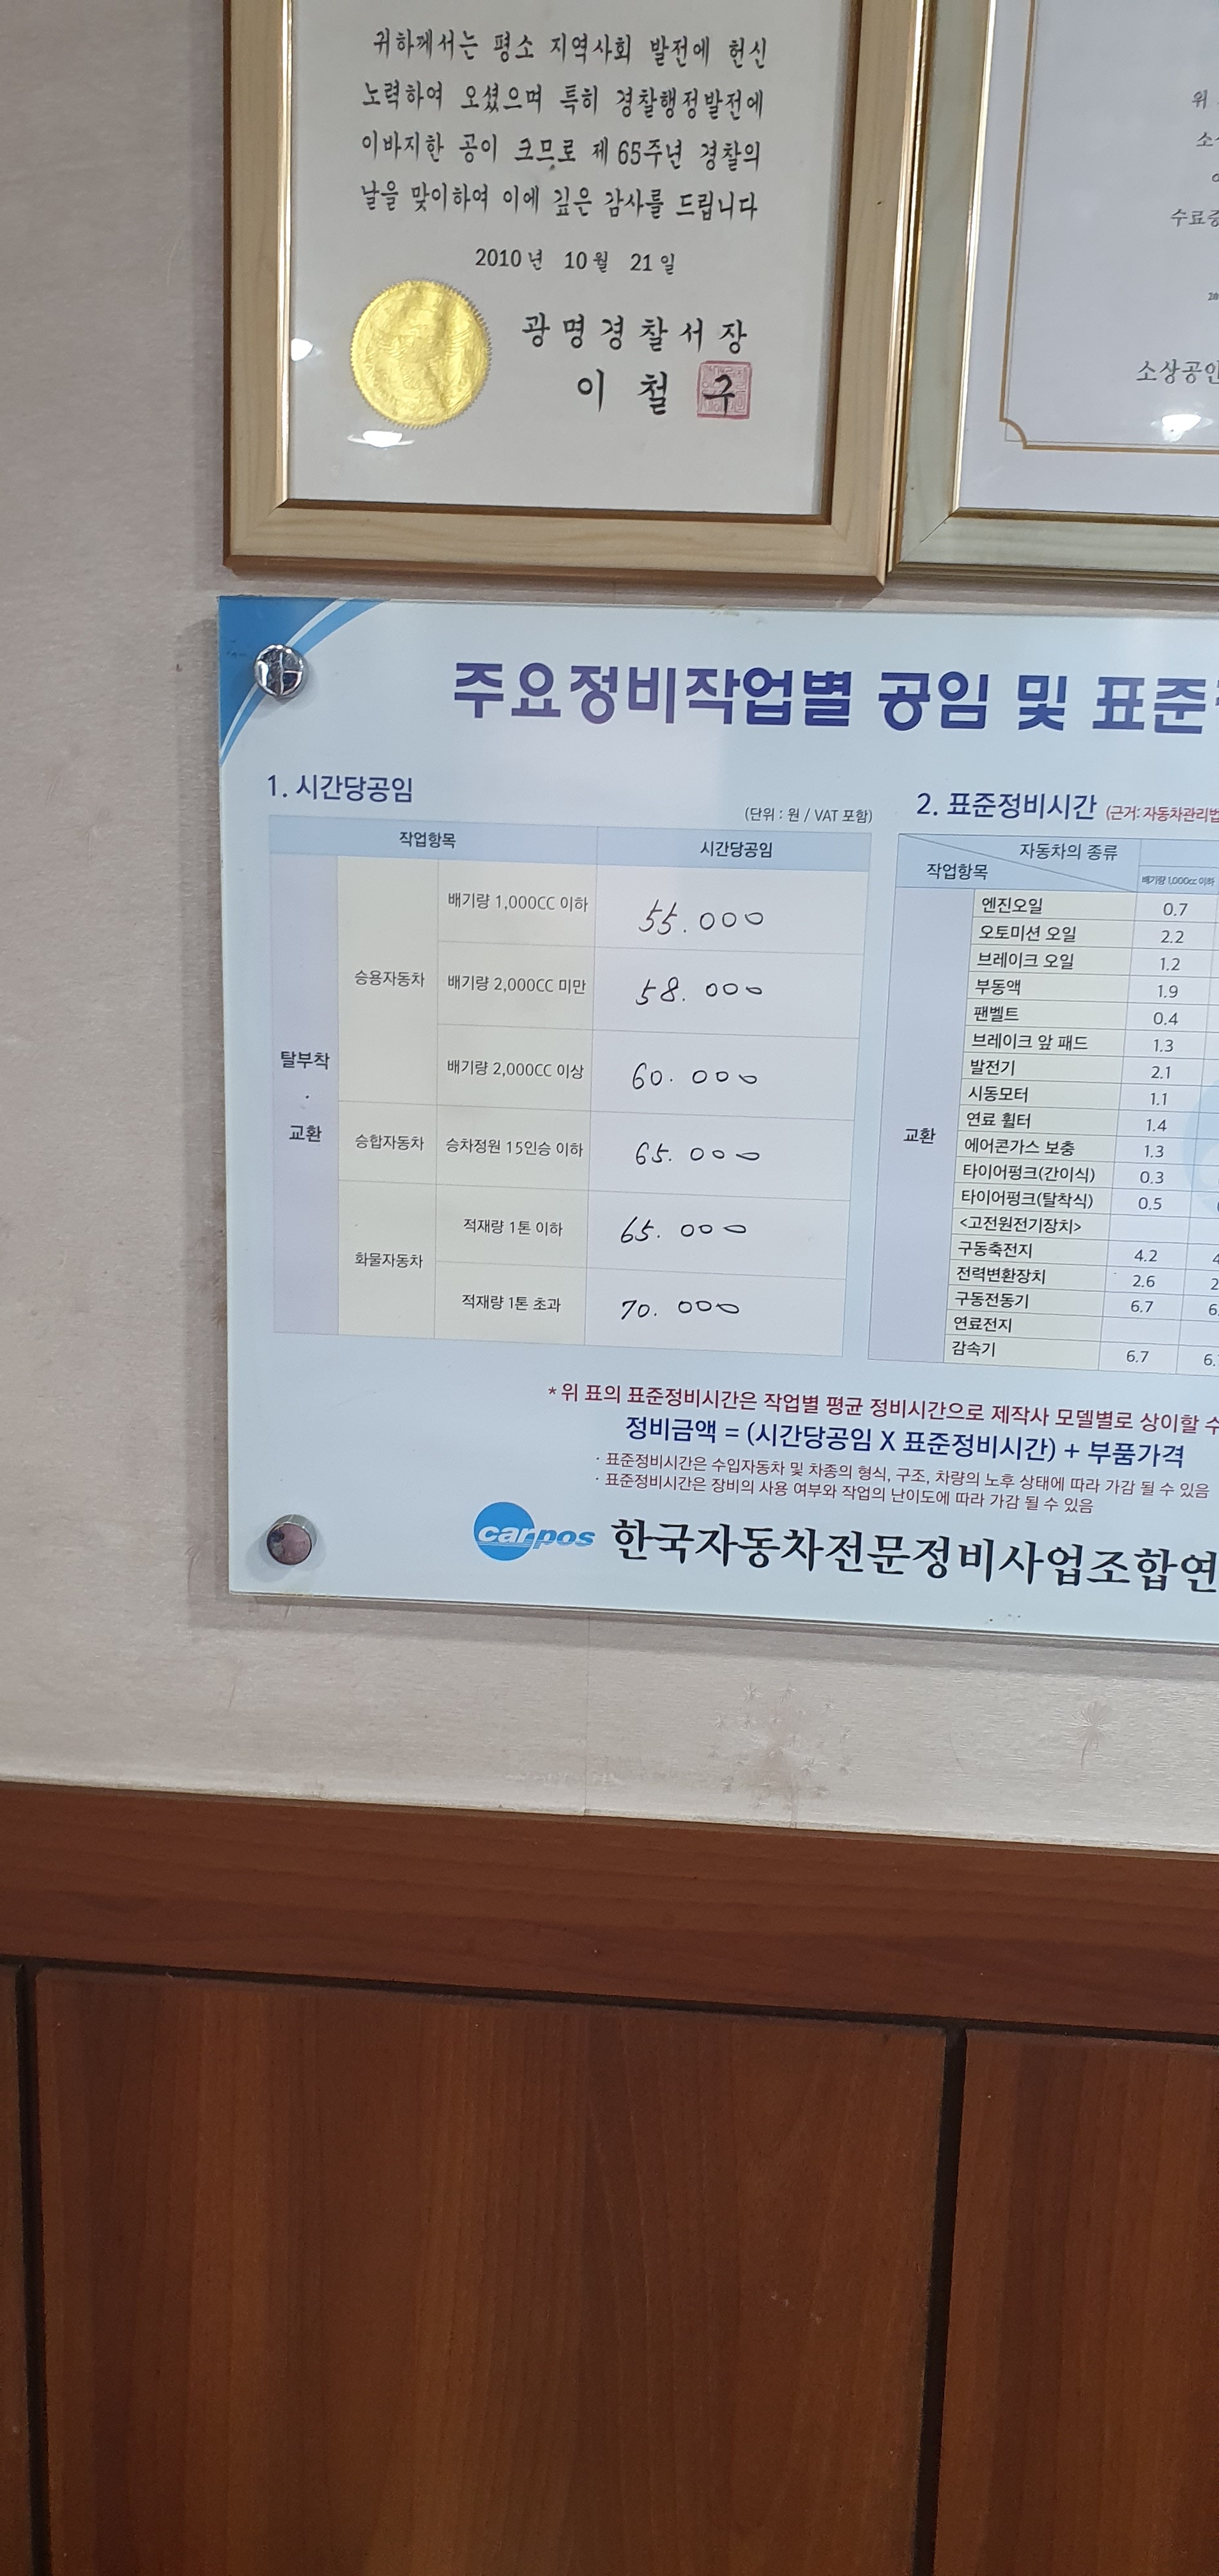 귀하께서는 평소 지역사회 발전에 헌신
노력하여 오셨으며 특히 경찰행정발전에
이바지한 공이 크므로 제65주년 경찰의
날을 맞이하여 이에 깊은 감사를 드립니다
2010년 10월 21일
광명경찰서장
이철구
위
수료증
소상공인
주요정비작업별 공임 및 표준
1. 시간당공임
(단위 : 원 / VAT 포함)
작업항목 시간당공임
탈부착 · 교환
승용자동차 배기량 1,000CC 이하 55.000
배기량 2,000CC 미만 58.000
배기량 2,000CC 이상 60.000
승합자동차 승차정원 15인승 이하 65.000
화물자동차 적재량 1톤 이하 65.000
적재량 1톤 초과 70.000
2. 표준정비시간 (근거: 자동차관리법
자동차의 종류
작업항목 배기량 1,000cc 이하
교환
엔진오일 0.7
오토미션 오일 2.2
브레이크 오일 1.2
부동액 1.9
팬벨트 0.4
브레이크 앞 패드 1.3
발전기 2.1
시동모터 1.1
연료 휠터 1.4
에어콘가스 보충 1.3
타이어펑크(간이식) 0.3
타이어펑크(탈착식) 0.5
<고전원전기장치>
구동축전지 4.2 4
전력변환장치 2.6 2
구동전동기 6.7 6.
연료전지
감속기 6.7 6.
* 위 표의 표준정비시간은 작업별 평균 정비시간으로 제작사 모델별로 상이할 수
정비금액 = (시간당공임 X 표준정비시간) + 부품가격
· 표준정비시간은 수입자동차 및 차종의 형식, 구조, 차량의 노후 상태에 따라 가감 될 수 있음
· 표준정비시간은 장비의 사용 여부와 작업의 난이도에 따라 가감 될 수 있음
carpos 한국자동차전문정비사업조합연